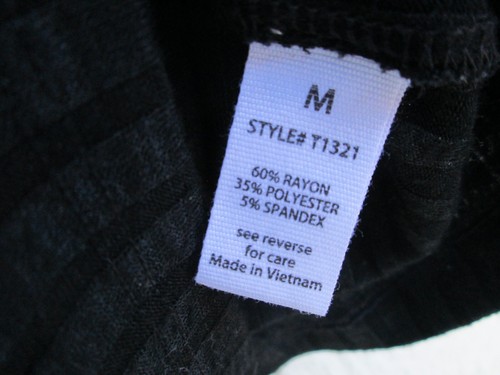 M
STYLE# T1321
60% RAYON
35% POLYESTER
5% SPANDEX
see reverse
for care
Made in Vietnam